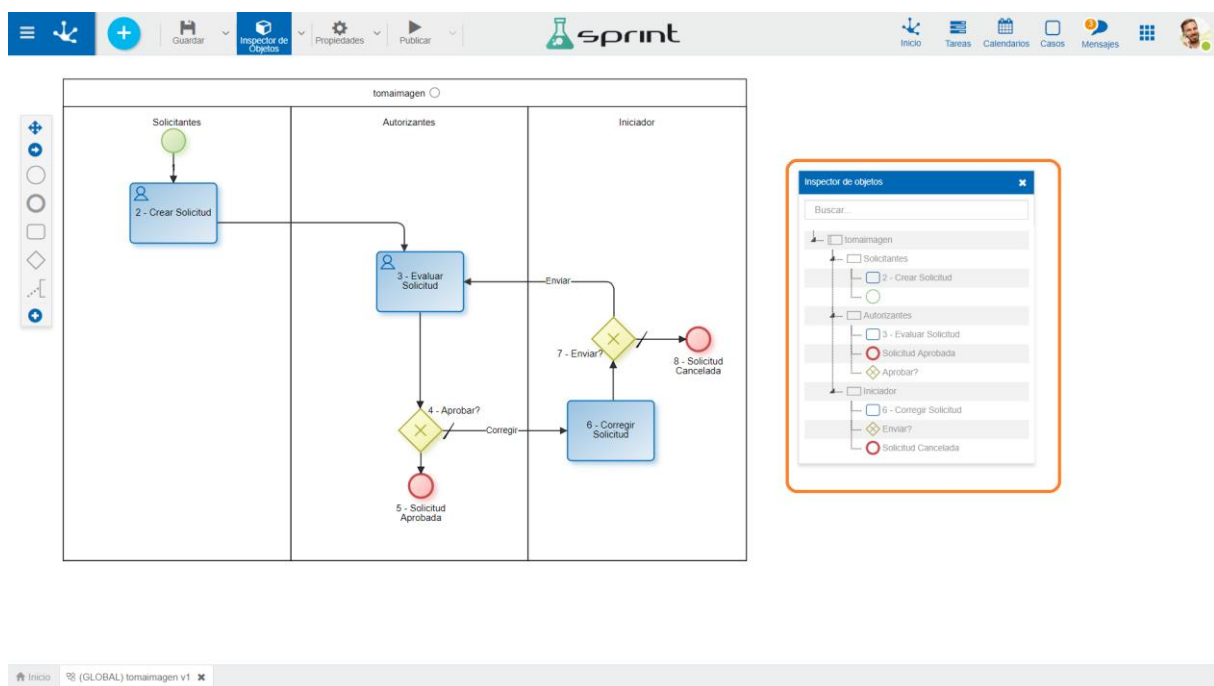 Guardar
Inspector de
Objetos
Propiedades
Publicar
sprint
Inicio
Tareas
Calendarios
Casos
3
Mensajes
tomaimagen
Solicitantes
Autorizantes
Iniciador
2 - Crear Solicitud
3 - Evaluar
Solicitud
Enviar
7 - Enviar?
8 - Solicitud
Cancelada
4 - Aprobar?
Corregir
6 - Corregir
Solicitud
5 - Solicitud
Aprobada
Inspector de objetos
Buscar...
tomaimagen
Solicitantes
2 - Crear Solicitud
Autorizantes
3 - Evaluar Solicitud
Solicitud Aprobada
Aprobar?
Iniciador
6 - Corregir Solicitud
Enviar?
Solicitud Cancelada
Inicio
(GLOBAL) tomaimagen v1